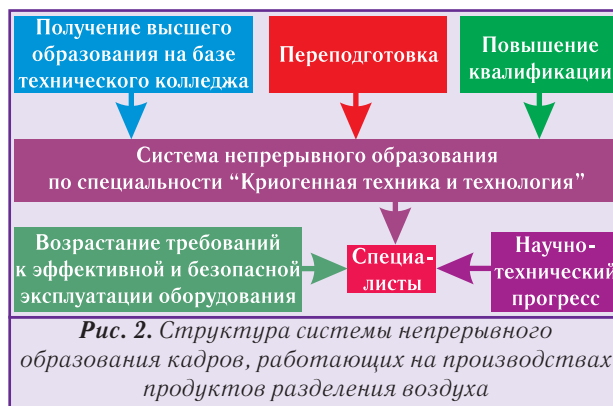 Получение высшего
образования на базе
технического колледжа
Переподготовка
Повышение
квалификации
Система непрерывного образования
по специальности “Криогенная техника и технология”
Возрастание требований
к эффективной и безопасной
эксплуатации оборудования
Специа-
листы
Научно-
технический
прогресс
Рис. 2. Структура системы непрерывного
образования кадров, работающих на производствах
продуктов разделения воздуха